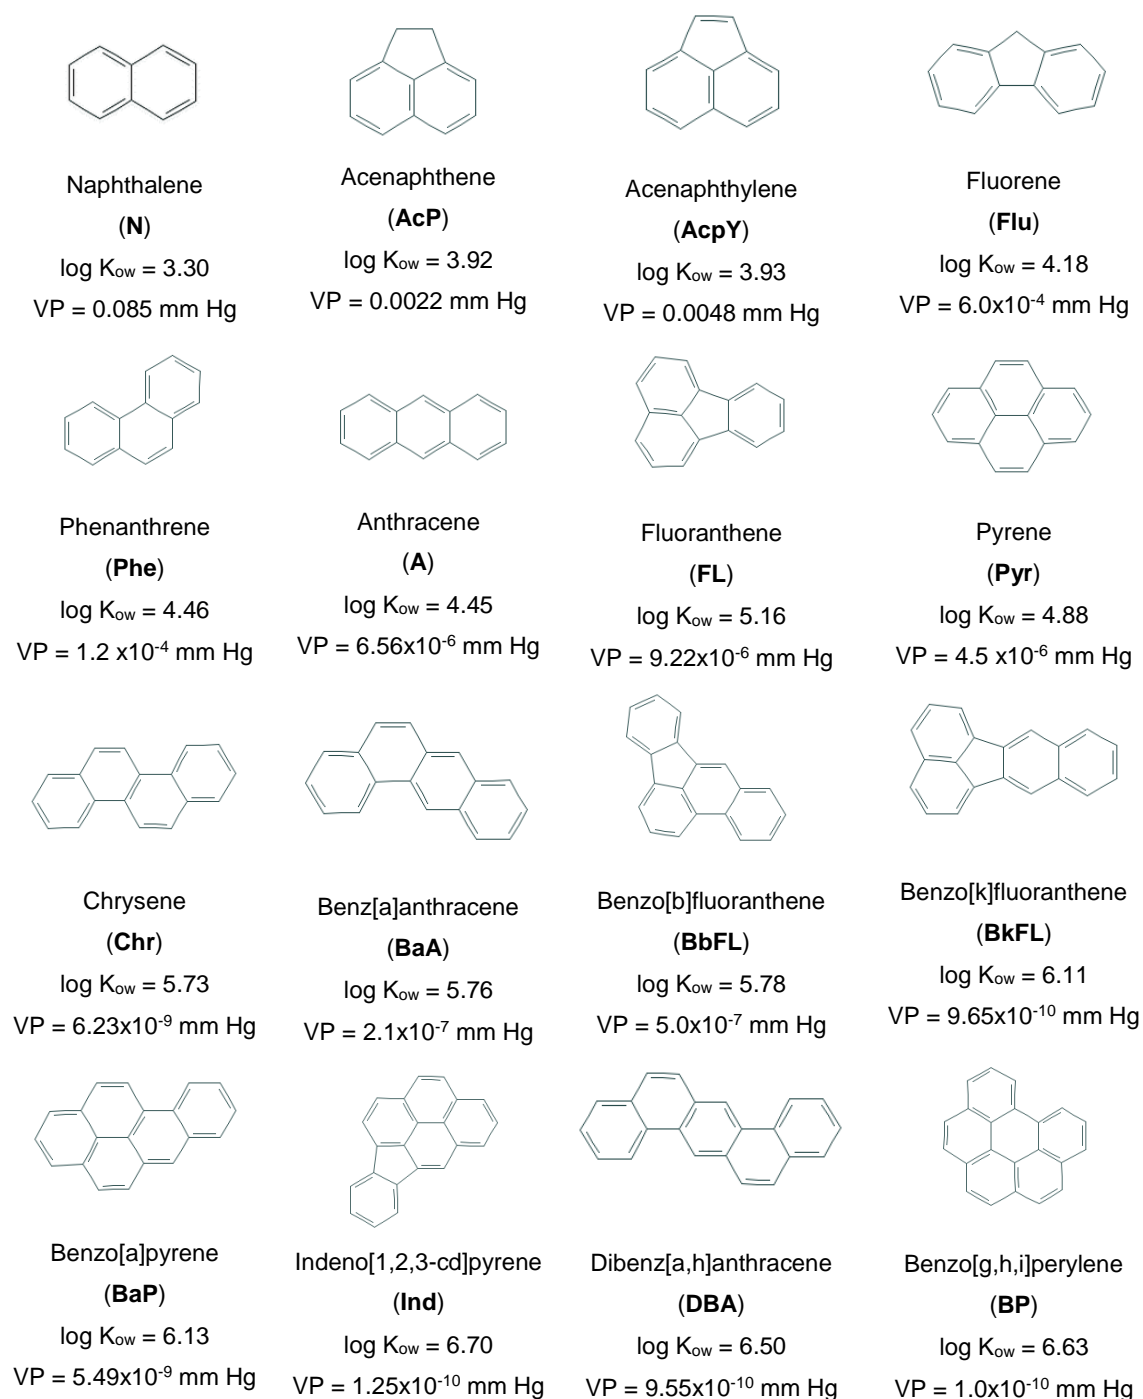 Naphthalene
(N)
log Kow = 3.30
VP = 0.085 mm Hg
Acenaphthene
(AcP)
log Kow = 3.92
VP = 0.0022 mm Hg
Acenaphthylene
(AcpY)
log Kow = 3.93
VP = 0.0048 mm Hg
Fluorene
(Flu)
log Kow = 4.18
VP = 6.0x10-4 mm Hg
Phenanthrene
(Phe)
log Kow = 4.46
VP = 1.2 x10-4 mm Hg
Anthracene
(A)
log Kow = 4.45
VP = 6.56x10-6 mm Hg
Fluoranthene
(FL)
log Kow = 5.16
VP = 9.22x10-6 mm Hg
Pyrene
(Pyr)
log Kow = 4.88
VP = 4.5 x10-6 mm Hg
Chrysene
(Chr)
log Kow = 5.73
VP = 6.23x10-9 mm Hg
Benz[a]anthracene
(BaA)
log Kow = 5.76
VP = 2.1x10-7 mm Hg
Benzo[b]fluoranthene
(BbFL)
log Kow = 5.78
VP = 5.0x10-7 mm Hg
Benzo[k]fluoranthene
(BkFL)
log Kow = 6.11
VP = 9.65x10-10 mm Hg
Benzo[a]pyrene
(BaP)
log Kow = 6.13
VP = 5.49x10-9 mm Hg
Indeno[1,2,3-cd]pyrene
(Ind)
log Kow = 6.70
VP = 1.25x10-10 mm Hg
Dibenz[a,h]anthracene
(DBA)
log Kow = 6.50
VP = 9.55x10-10 mm Hg
Benzo[g,h,i]perylene
(BP)
log Kow = 6.63
VP = 1.0x10-10 mm Hg